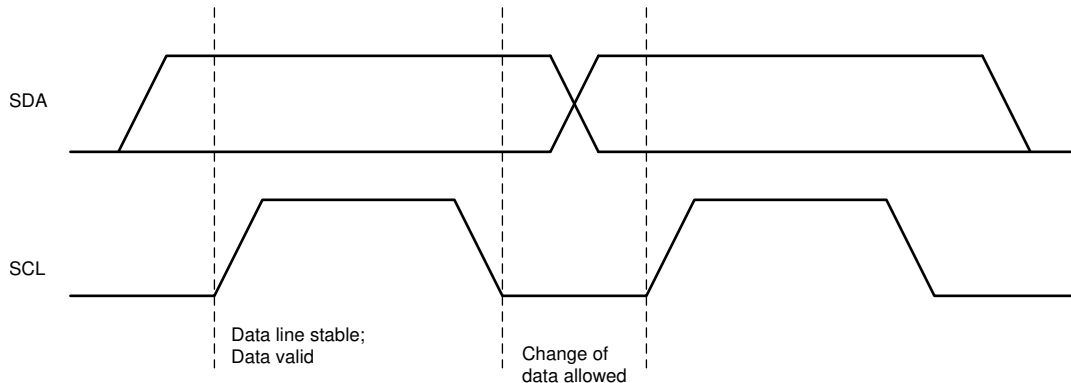 SDA
SCL
Data line stable;
Data valid
Change of
data allowed